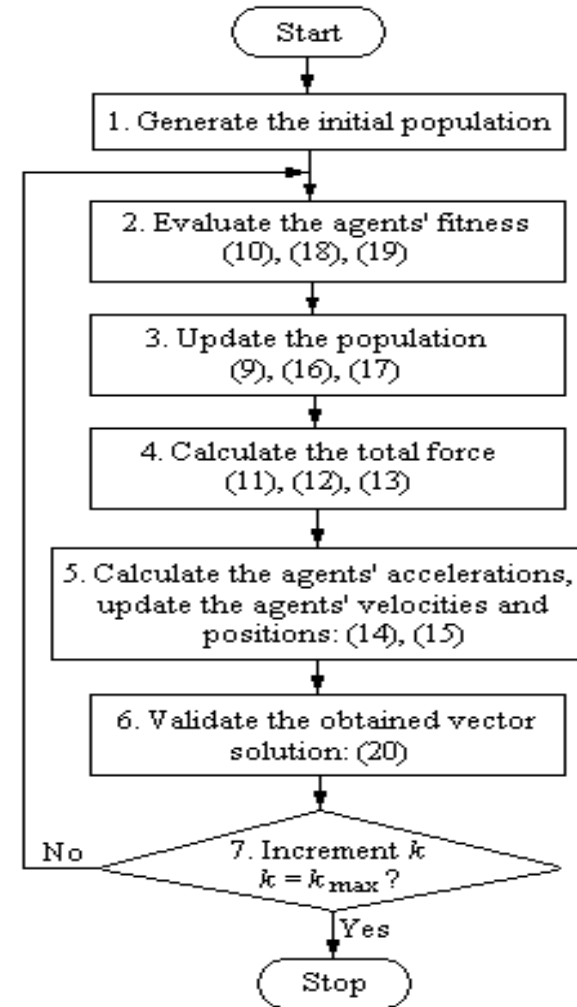 Start
1. Generate the initial population
2. Evaluate the agents' fitness
(10), (18), (19)
3. Update the population
(9), (16), (17)
4. Calculate the total force
(11), (12), (13)
5. Calculate the agents' accelerations,
update the agents' velocities and
positions: (14), (15)
6. Validate the obtained vector
solution: (20)
No
7. Increment k
k = k max ?
Yes
Stop